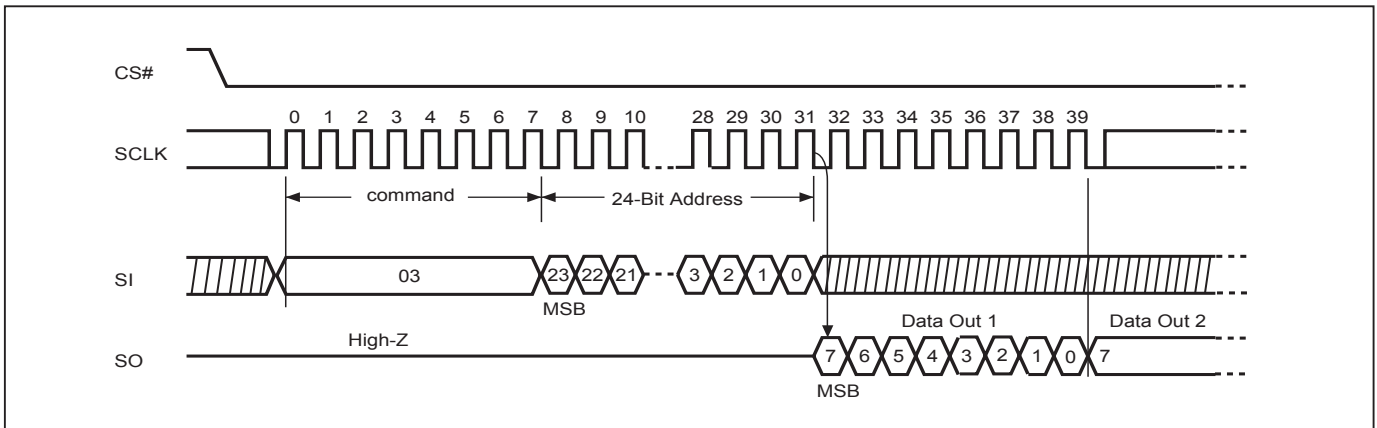 CS#
0 1 2 3 4 5 6 7 8 9 10 28 29 30 31 32 33 34 35 36 37 38 39
SCLK
command 24-Bit Address
SI 03 23 22 21 3 2 1 0
MSB
Data Out 1 Data Out 2
High-Z
SO 7 6 5 4 3 2 1 0 7
MSB